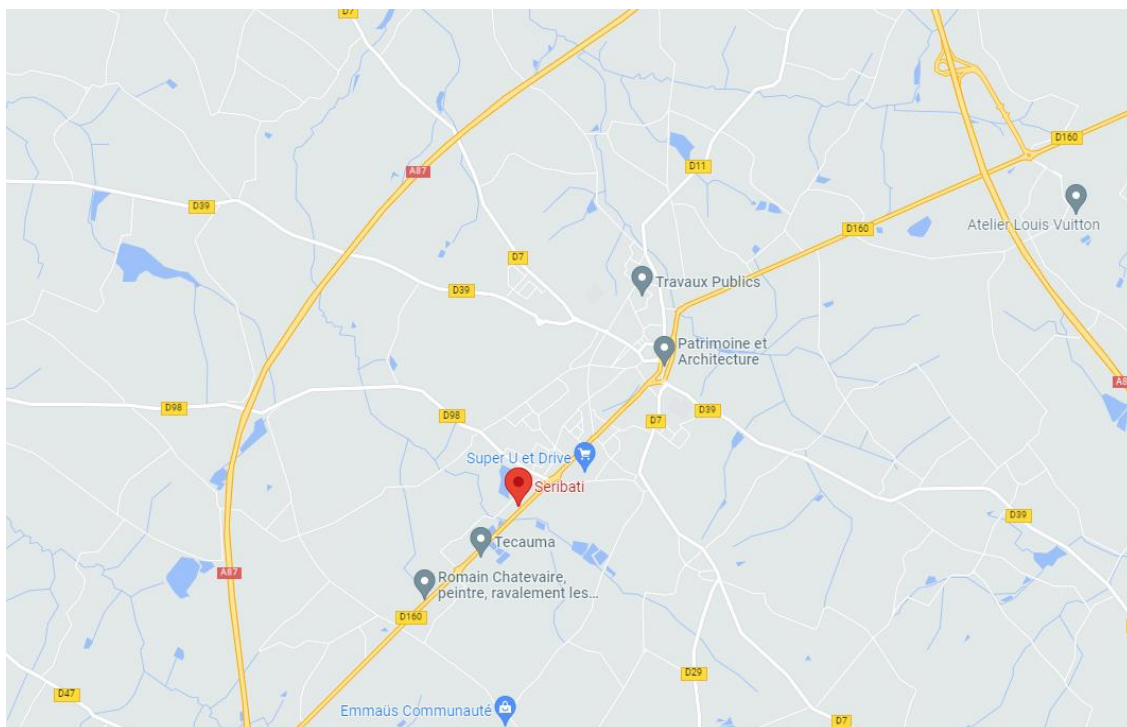 D7
D160
D11
A87
D39
Atelier Louis Vuitton
D160
D7
Travaux Publics
D39
Patrimoine et
Architecture
A8
D98
D98
D7
D39
Super U et Drive
Seribati
D39
Tecauma
A87
Romain Chatevaire,
peintre, ravalement les...
D160
D29
D47
Emmaüs Communauté
D7